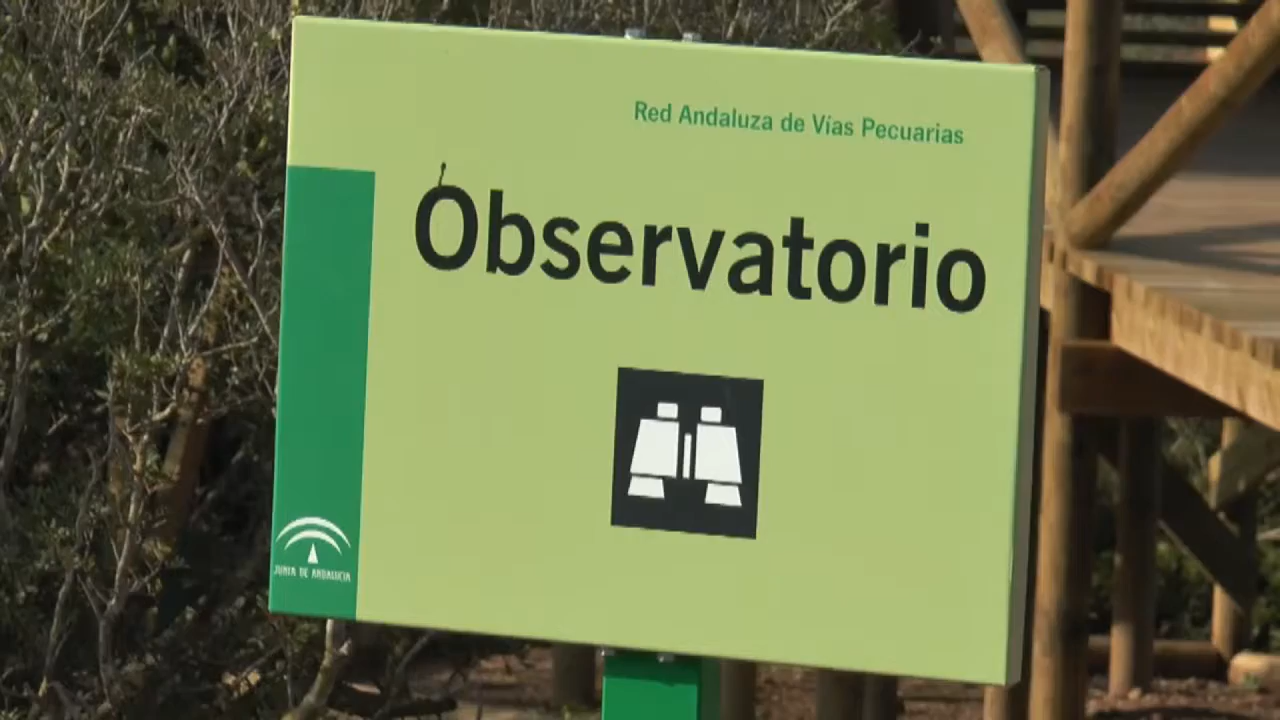 Red Andaluza de Vías Pecuarias
Observatorio
JUNTA DE ANDALUCIA